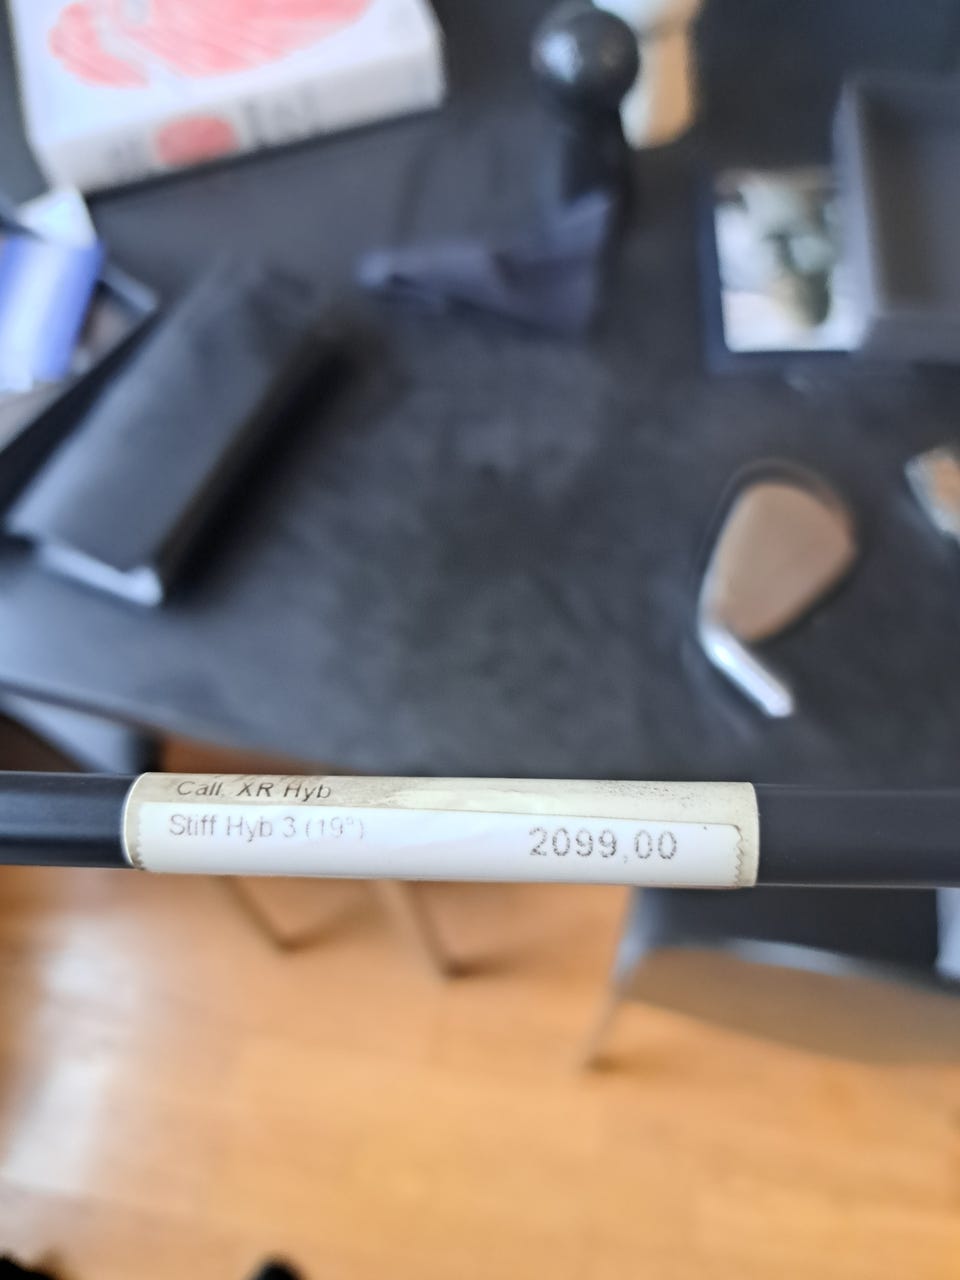 Call. XR Hyb
Stiff Hyb 3 (19°)
2099,00